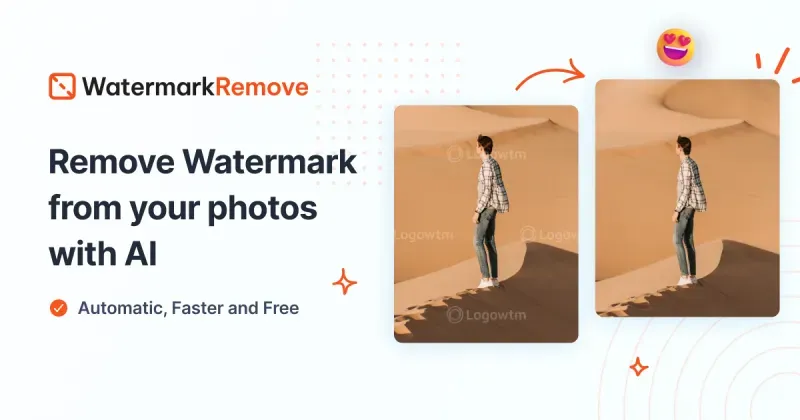 WatermarkRemove
Remove Watermark
from your photos
with AI
Automatic, Faster and Free
Logowtm
Logowtm
Logowtm
Logowtm